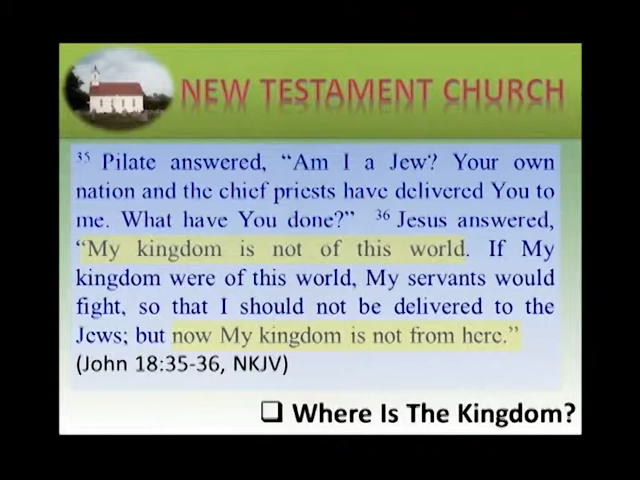 NEW TESTAMENT CHURCH
35 Pilate answered, “Am I a Jew? Your own
nation and the chief priests have delivered You to
me. What have You done?” 36 Jesus answered,
“My kingdom is not of this world. If My
kingdom were of this world, My servants would
fight, so that I should not be delivered to the
Jews; but now My kingdom is not from here.”
(John 18:35-36, NKJV)
❑ Where Is The Kingdom?